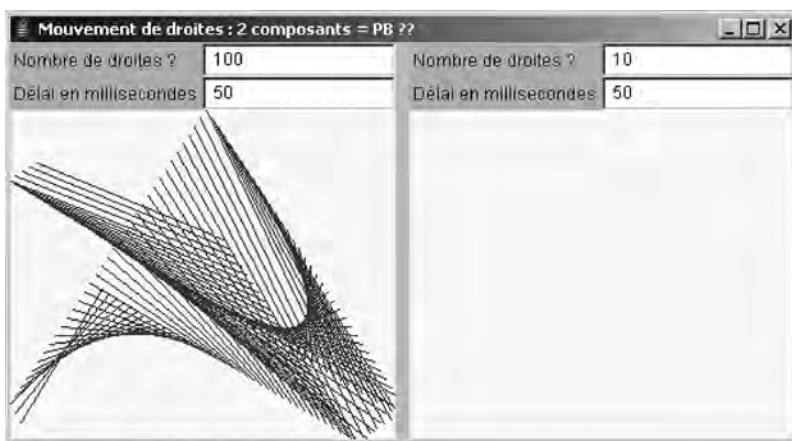 Mouvement de droites : 2 composants = PB ??
Nombre de droites ? 100 Nombre de droites ? 10
Délai en millisecondes 50 Délai en millisecondes 50